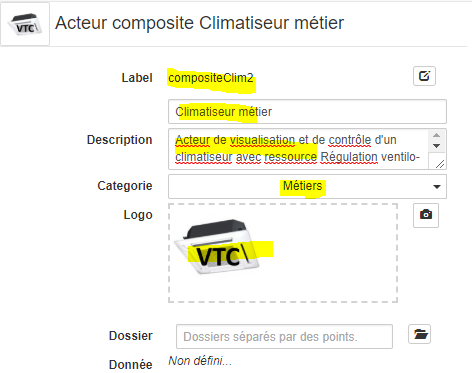 VTC
Acteur composite Climatiseur métier
Label compositeClim2
Climatiseur métier
Description Acteur de visualisation et de contrôle d'un
climatiseur avec ressource Régulation ventilo-
Categorie Métiers
Logo
VTC
Dossier Dossiers séparés par des points.
Donnée Non défini...